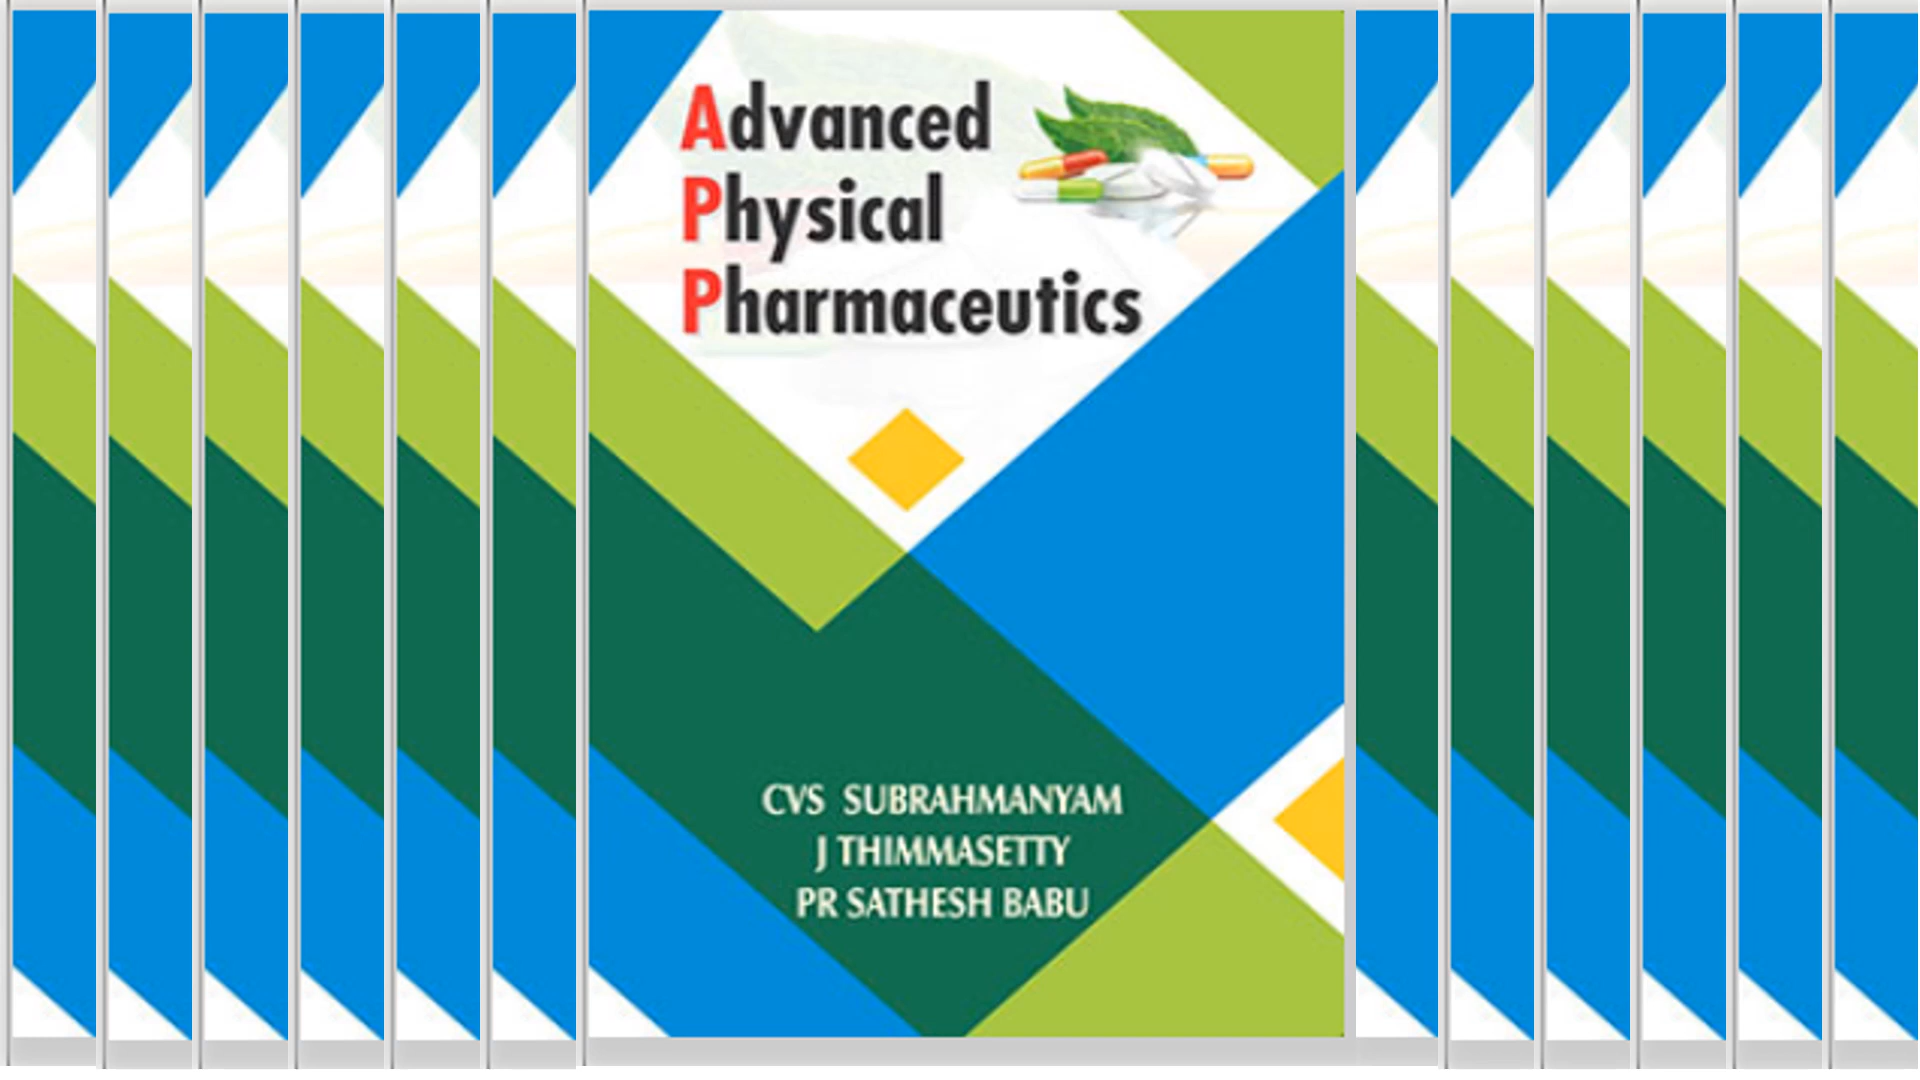 Advanced
Physical
Pharmaceutics
CVS SUBRAHMANYAM
J THIMMASETTY
PR SATHESH BABU